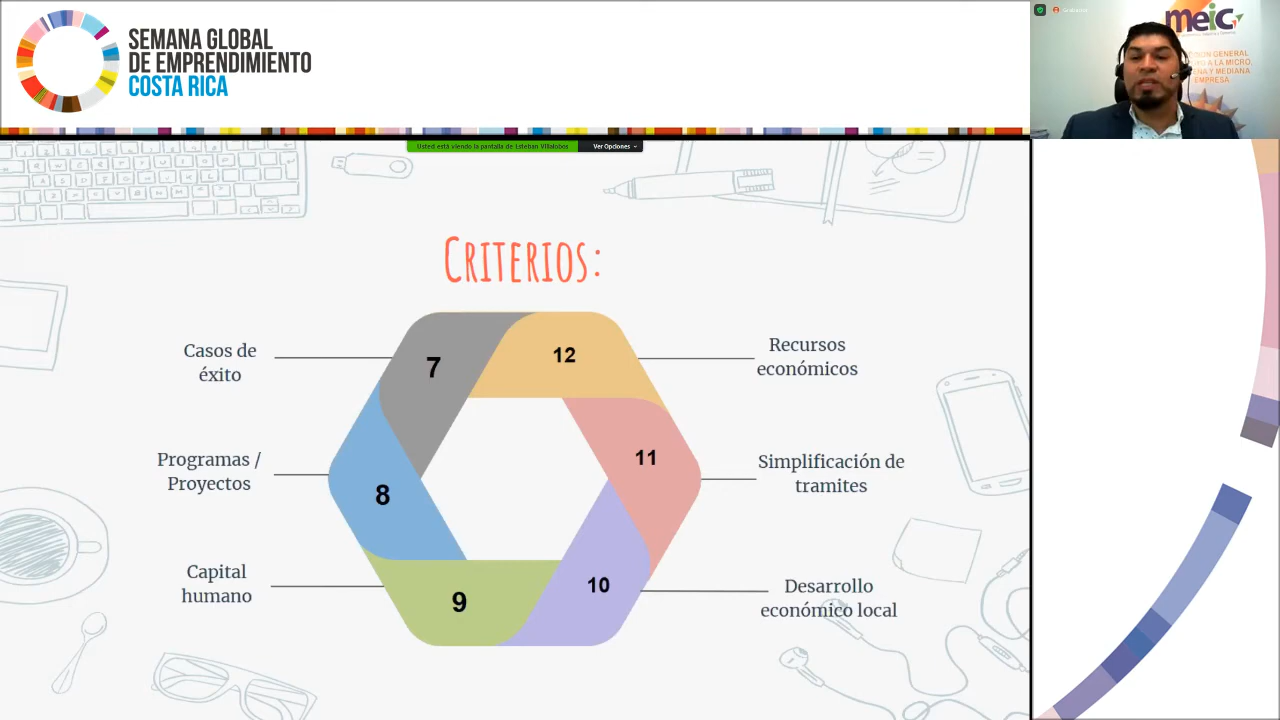 SEMANA GLOBAL
DE EMPRENDIMIENTO
COSTA RICA
meic
EMPRESA
Usted está viendo la pantalla de Esteban Villalobos
Ver Opciones
Criterios:
7
Casos de
éxito
8
Programas /
Proyectos
9
Capital
humano
12
Recursos
económicos
11
Simplificación de
tramites
10
Desarrollo
económico local